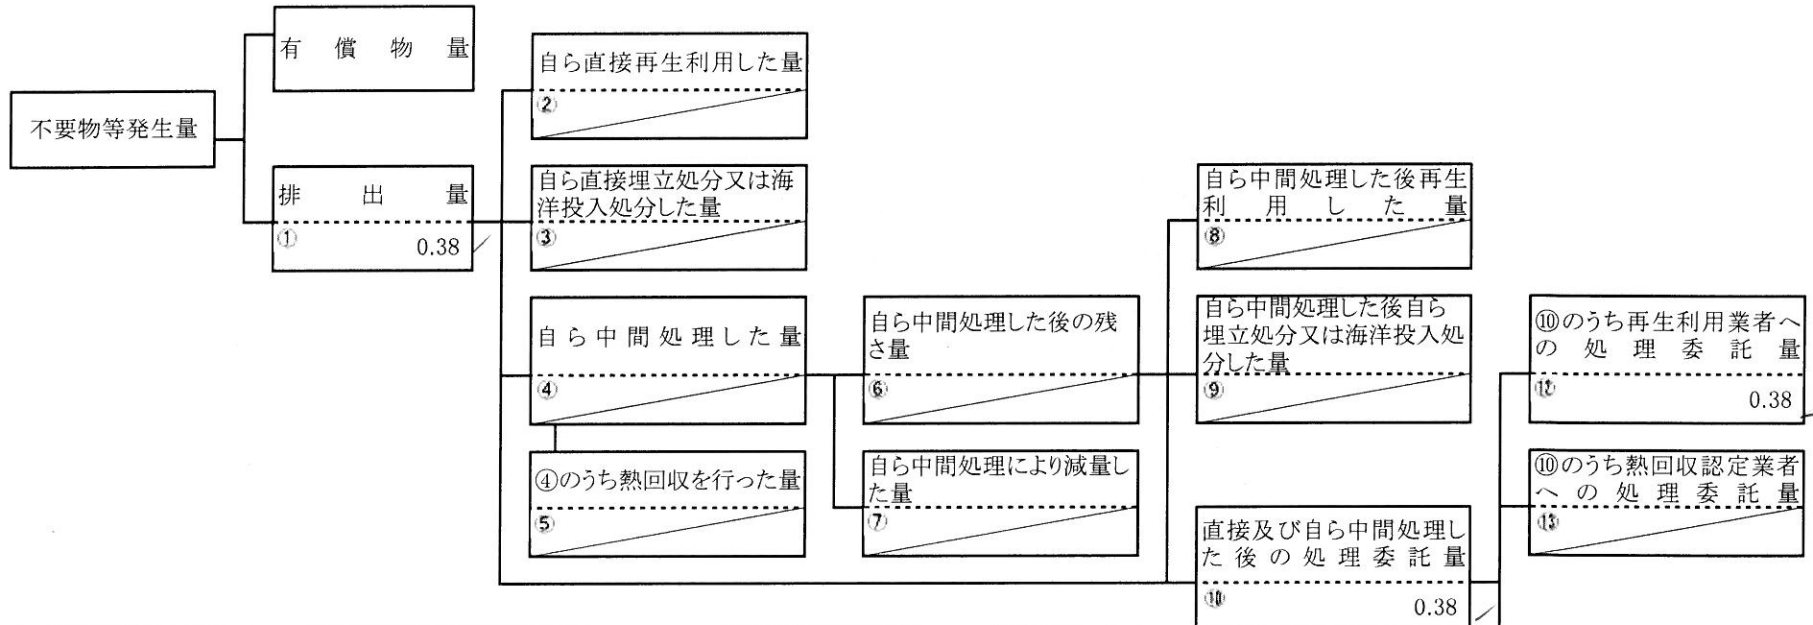 不要物等発生量
有償物量
排出量
①
0.38
自ら直接再生利用した量
②
自ら直接埋立処分又は海
洋投入処分した量
③
自ら中間処理した量
④
④のうち熱回収を行った量
⑤
自ら中間処理した後の残
さ量
⑥
自ら中間処理により減量し
た量
⑦
自ら中間処理した後再生
利用した量
⑧
自ら中間処理した後自ら
埋立処分又は海洋投入処
分した量
⑨
直接及び自ら中間処理し
た後の処理委託量
⑩
0.38
⑩のうち再生利用業者へ
の処理委託量
⑫
0.38
⑩のうち熱回収認定業者
への処理委託量
⑬